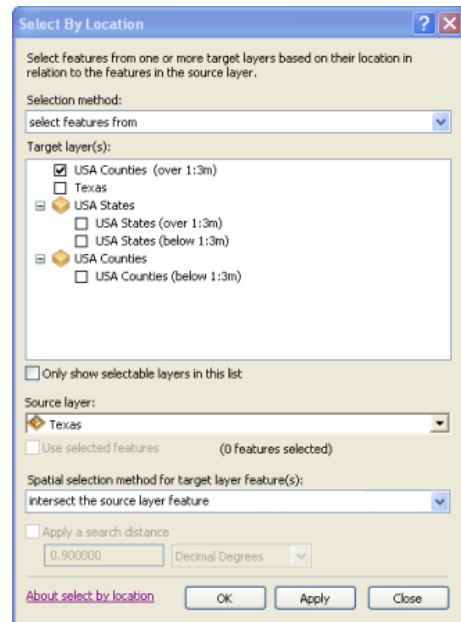 Select By Location
Select features from one or more target layers based on their location in
relation to the features in the source layer.
Selection method:
select features from
Target layer(s):
USA Counties (over 1:3m)
Texas
USA States
USA States (over 1:3m)
USA States (below 1:3m)
USA Counties
USA Counties (below 1:3m)
Only show selectable layers in this list
Source layer:
Texas
Use selected features (0 features selected)
Spatial selection method for target layer feature(s):
intersect the source layer feature
Apply a search distance
0.900000 Decimal Degrees
About select by location OK Apply Close